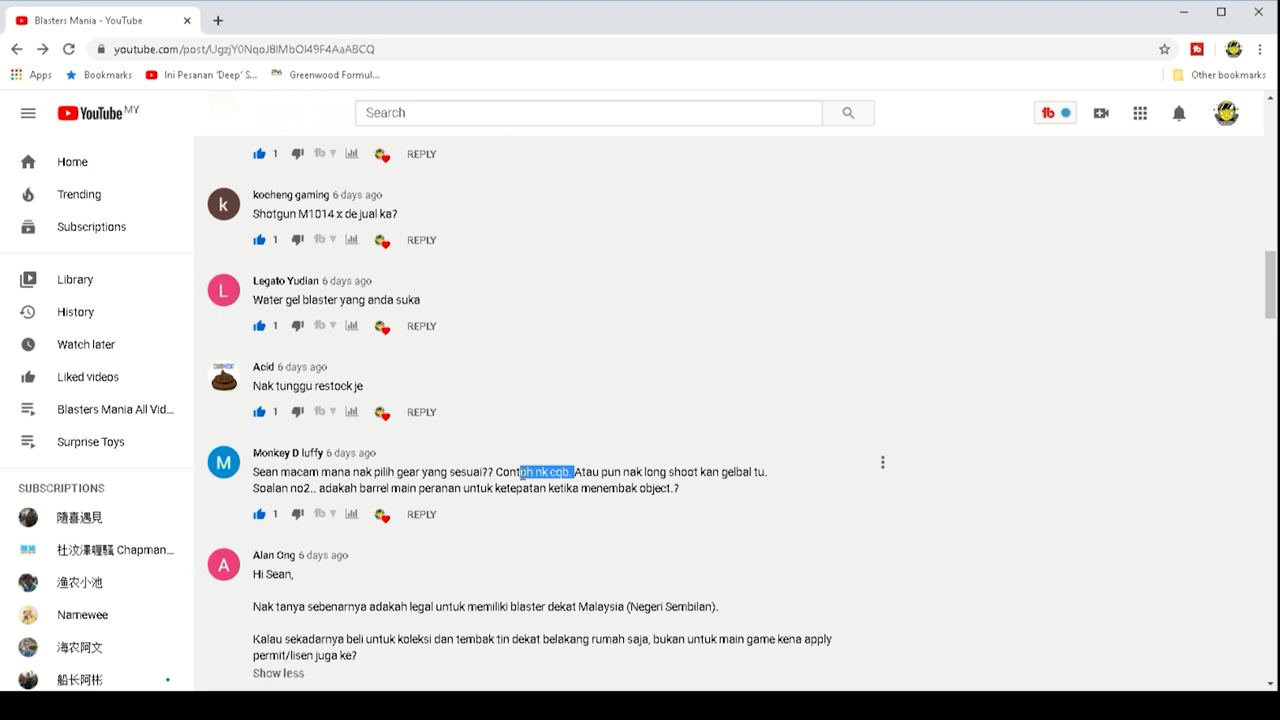 Blasters Mania - YouTube
youtube.com/post/UgzjY0NqoJ8lMbOl49F4AaABCQ
Apps
Bookmarks
Ini Pesanan 'Deep' S...
Greenwood Formul...
Other bookmarks
YouTube MY
Search
Home
Trending
Subscriptions
Library
History
Watch later
Liked videos
Blasters Mania All Vid...
Surprise Toys
SUBSCRIPTIONS
隨喜遇見
杜汶澤喱騷 Chapman...
渔农小池
Namewee
海农阿文
船长阿彬
1 REPLY
kocheng gaming 6 days ago
Shotgun M1014 x de jual ka?
1 REPLY
Legato Yudian 6 days ago
Water gel blaster yang anda suka
1 REPLY
Acid 6 days ago
Nak tunggu restock je
1 REPLY
Monkey D luffy 6 days ago
Sean macam mana nak pilih gear yang sesuai?? Contoh nk cqb. Atau pun nak long shoot kan gelbal tu.
Soalan no2.. adakah barrel main peranan untuk ketepatan ketika menembak object.?
1 REPLY
Alan Ong 6 days ago
Hi Sean,
Nak tanya sebenarnya adakah legal untuk memiliki blaster dekat Malaysia (Negeri Sembilan).
Kalau sekadarnya beli untuk koleksi dan tembak tin dekat belakang rumah saja, bukan untuk main game kena apply
permit/lisen juga ke?
Show less